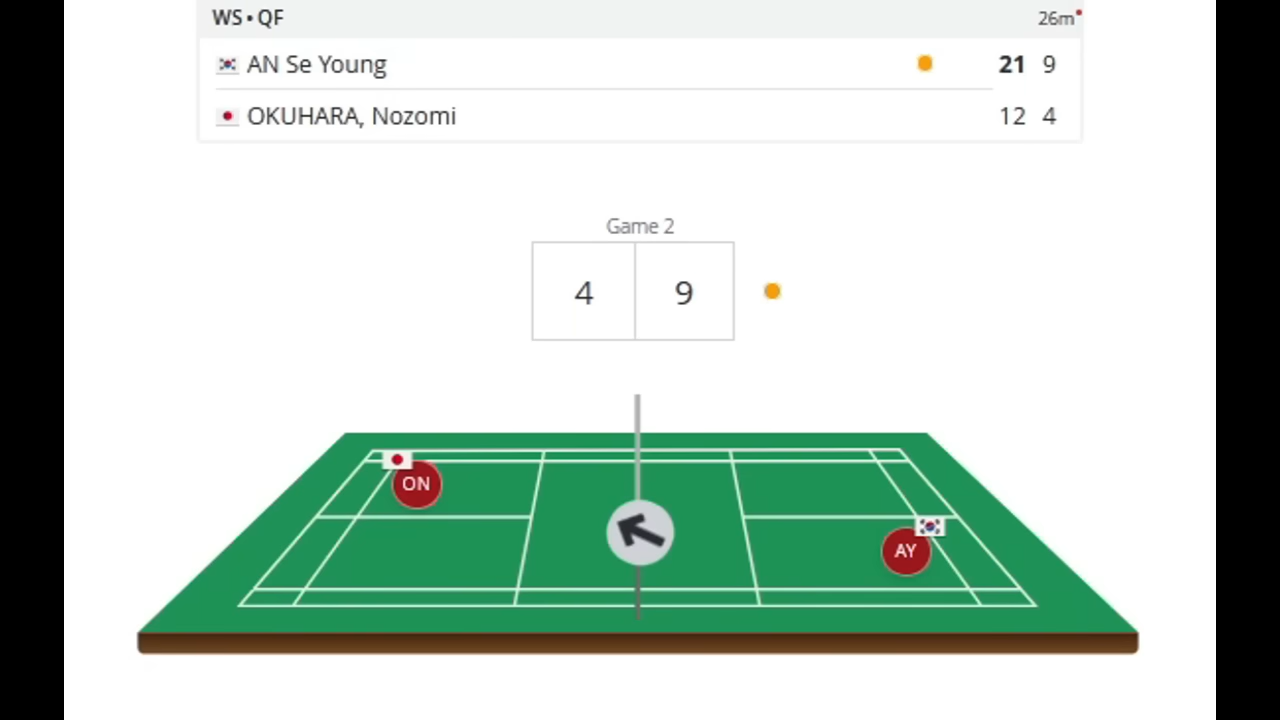 WS • QF 26m
AN Se Young 21 9
OKUHARA, Nozomi 12 4
Game 2
4 9
ON
AY